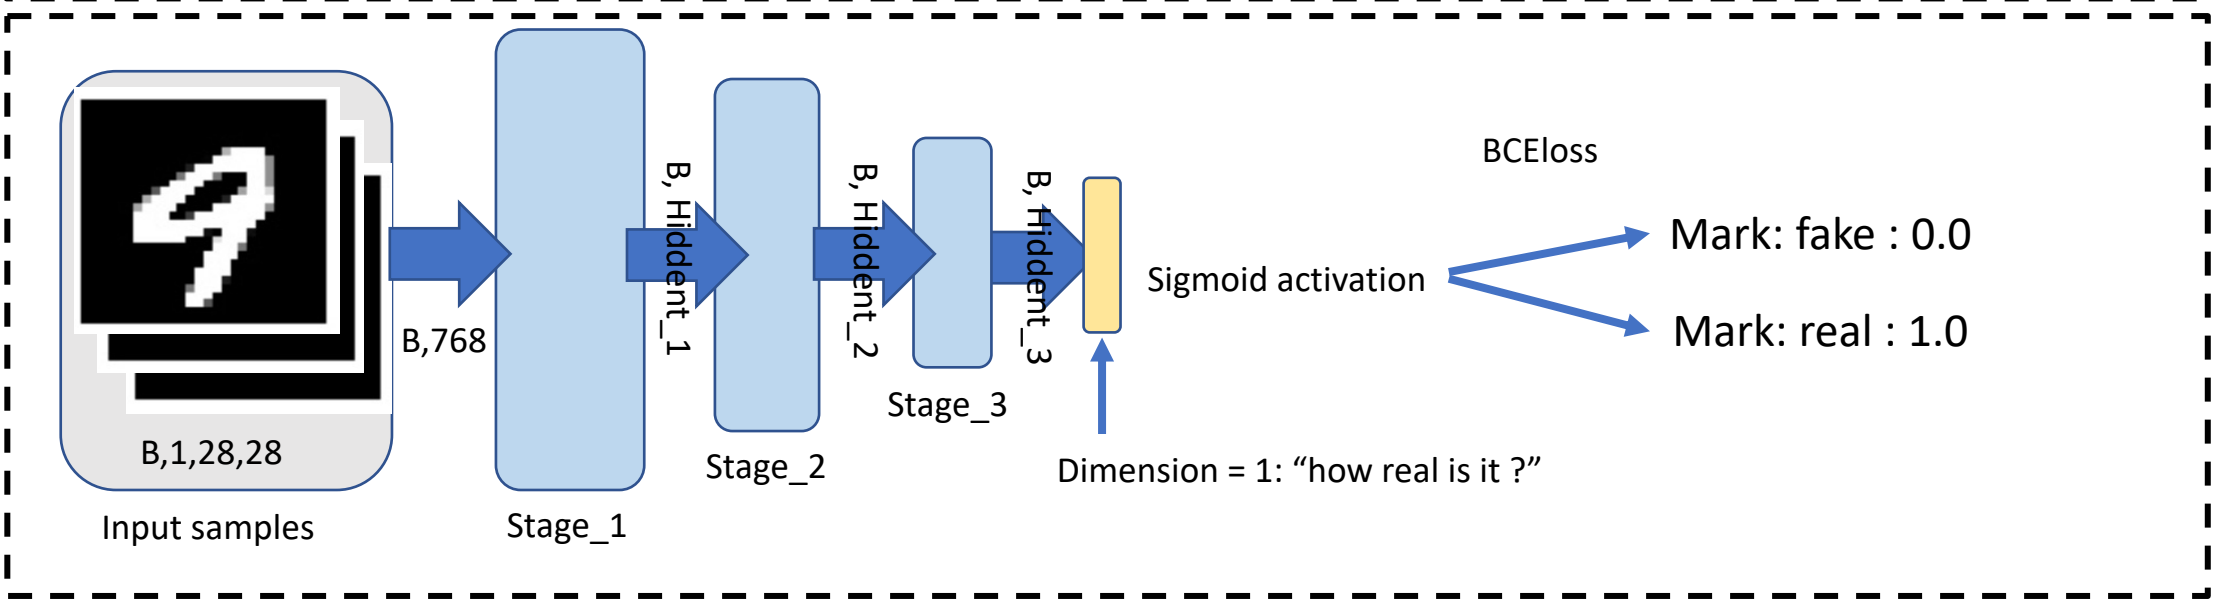 B,1,28,28
Input samples
B,768
Stage_1
B, Hiddent_1
Stage_2
B, Hiddent_2
Stage_3
B, Hiddent_3
Dimension = 1: “how real is it ?”
Sigmoid activation
BCEloss
Mark: fake : 0.0
Mark: real : 1.0